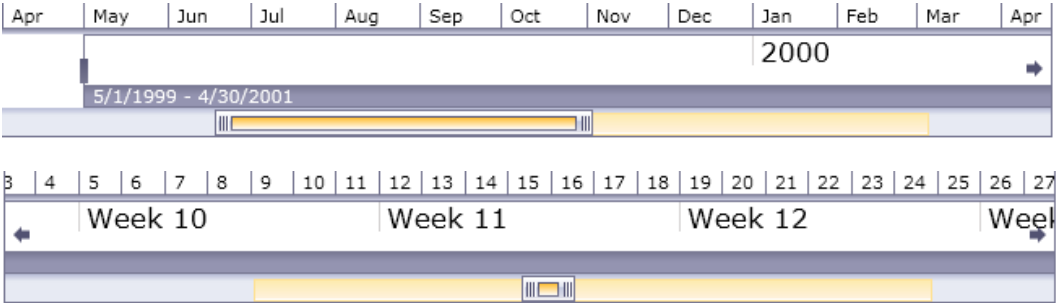 Apr May Jun Jul Aug Sep Oct Nov Dec Jan Feb Mar Apr
2000
5/1/1999 - 4/30/2001
3 4 5 6 7 8 9 10 11 12 13 14 15 16 17 18 19 20 21 22 23 24 25 26 27
Week 10 Week 11 Week 12 Week